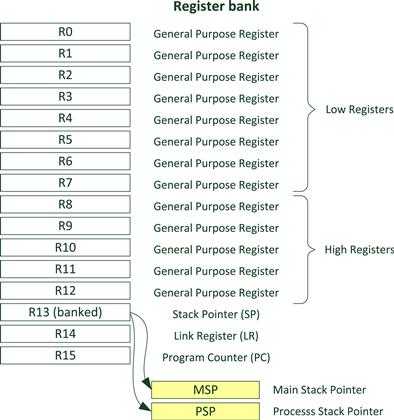 Register bank
R0 General Purpose Register
R1 General Purpose Register
R2 General Purpose Register
R3 General Purpose Register
R4 General Purpose Register
Low Registers
R5 General Purpose Register
R6 General Purpose Register
R7 General Purpose Register
R8 General Purpose Register
R9 General Purpose Register
R10 General Purpose Register
High Registers
R11 General Purpose Register
R12 General Purpose Register
R13 (banked) Stack Pointer (SP)
R14 Link Register (LR)
R15 Program Counter (PC)
MSP Main Stack Pointer
PSP Processs Stack Pointer